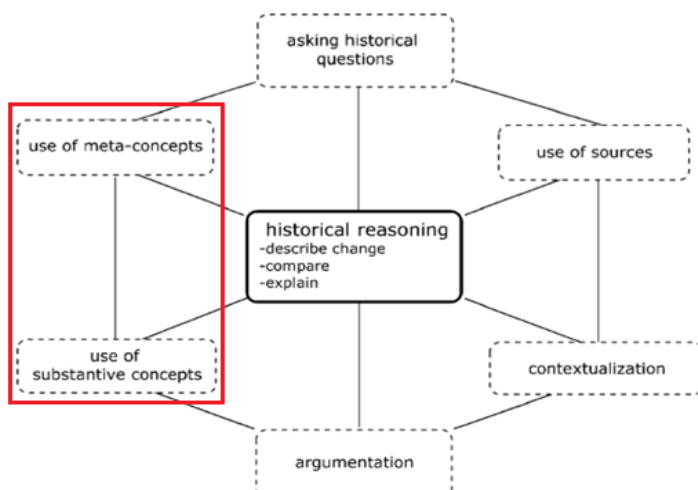 asking historical
questions
use of meta-concepts
use of sources
historical reasoning
-describe change
-compare
-explain
use of
substantive concepts
contextualization
argumentation